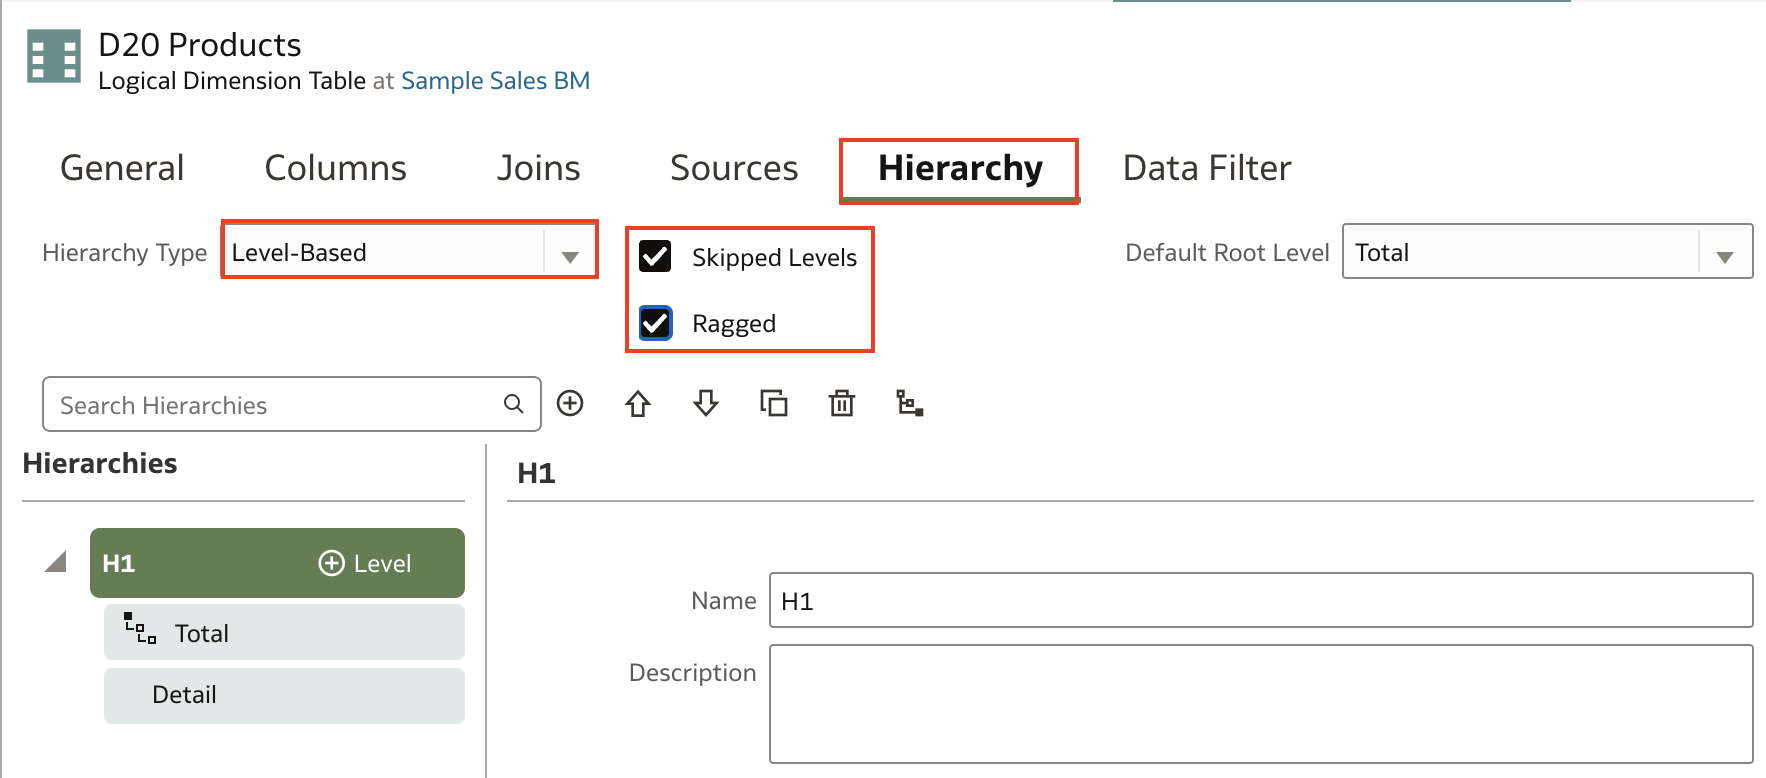 D20 Products
Logical Dimension Table at Sample Sales BM
General Columns Joins Sources Hierarchy Data Filter
Hierarchy Type Level-Based Skipped Levels Default Root Level Total
Ragged
Search Hierarchies
Hierarchies
H1
H1 Level
Total
Detail
Name H1
Description